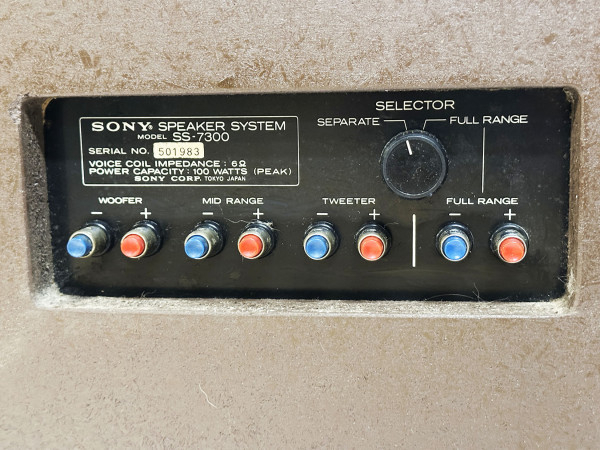 SELECTOR
SEPARATE FULL RANGE
SONY® SPEAKER SYSTEM
MODEL SS-7300
SERIAL NO. 501983
VOICE COIL IMPEDANCE : 6Ω
POWER CAPACITY : 100 WATTS (PEAK)
SONY CORP. TOKYO JAPAN
WOOFER MID RANGE TWEETER FULL RANGE
− + − + − + − +